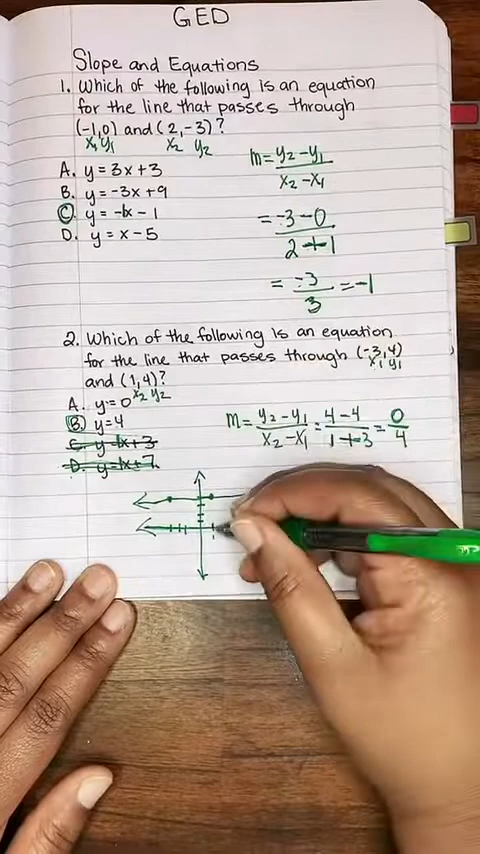 GED
Slope and Equations
1. Which of the following is an equation
for the line that passes through
(-1,0) and (2,-3)?
x₁ y₁ x₂ y₂
A. y = 3x + 3
B. y = -3x + 9
C. y = -1x - 1
D. y = x - 5
m = y₂ - y₁
x₂ - x₁
= -3 - 0
2 + 1
= -3
3 = -1
2. Which of the following is an equation
for the line that passes through (-3,4)
x₁ y₁
and (1,4)?
x₂ y₂
A. y = 0
B. y = 4
C. y = 1x + 3
D. y = 1x + 7
m = y₂ - y₁ = 4 - 4 = 0
x₂ - x₁ 1 + +3 4